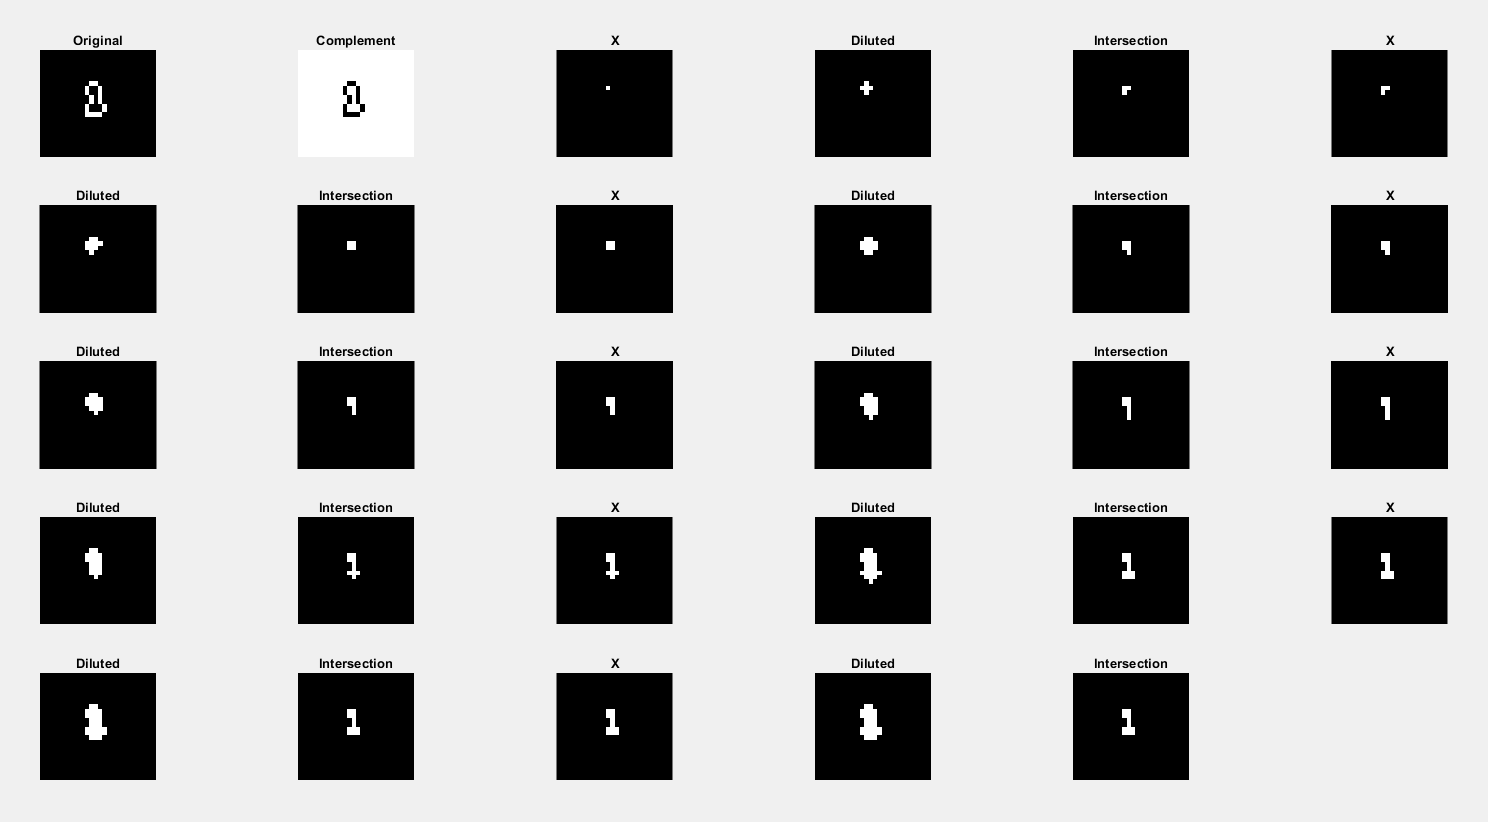 Original Complement X Diluted Intersection X
Diluted Intersection X Diluted Intersection X
Diluted Intersection X Diluted Intersection X
Diluted Intersection X Diluted Intersection X
Diluted Intersection X Diluted Intersection